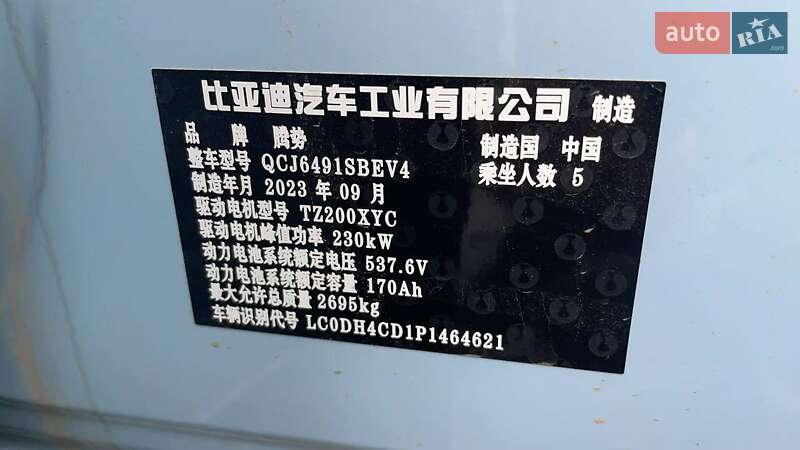 auto RIA .com
比亚迪汽车工业有限公司 制造
品 牌 腾势 制造国 中国
整车型号 QCJ6491SBEV4 乘坐人数 5
制造年月 2023 年 09 月
驱动电机型号 TZ200XYC
驱动电机峰值功率 230kW
动力电池系统额定电压 537.6V
动力电池系统额定容量 170Ah
最大允许总质量 2695kg
车辆识别代号 LC0DH4CD1P1464621